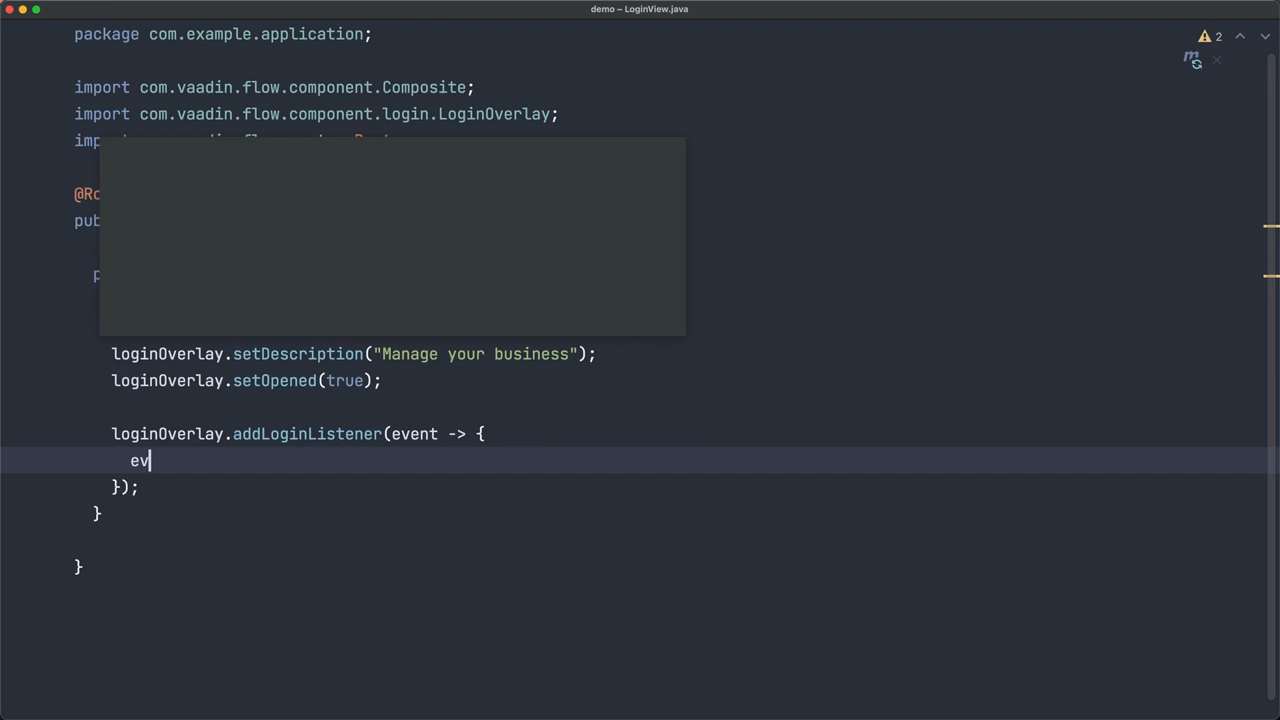 demo – LoginView.java
package com.example.application;
2
import com.vaadin.flow.component.Composite;
import com.vaadin.flow.component.login.LoginOverlay;
loginOverlay.setDescription("Manage your business");
loginOverlay.setOpened(true);
loginOverlay.addLoginListener(event -> {
ev
});
}
}